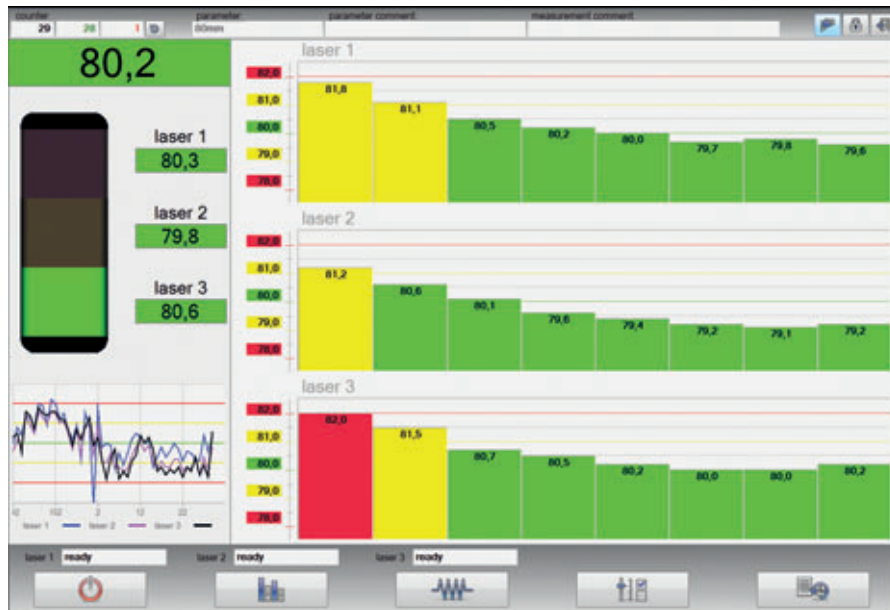 counter parameter parameter comment measurement comment
29 28 1 80mm
80,2
laser 1
80,3
laser 2
79,8
laser 3
80,6
laser 1
82,0
81,0
80,0
79,0
78,0
81,8 81,1 80,5 80,2 80,0 79,7 79,8 79,6
laser 2
82,0
81,0
80,0
79,0
78,0
81,2 80,6 80,1 79,6 79,4 79,2 79,1 79,2
laser 3
82,0
81,0
80,0
79,0
78,0
82,0 81,5 80,7 80,5 80,2 80,0 80,0 80,2
102 2 12 22
laser 1 laser 2 laser 3
laser 1 ready laser 2 ready laser 3 ready